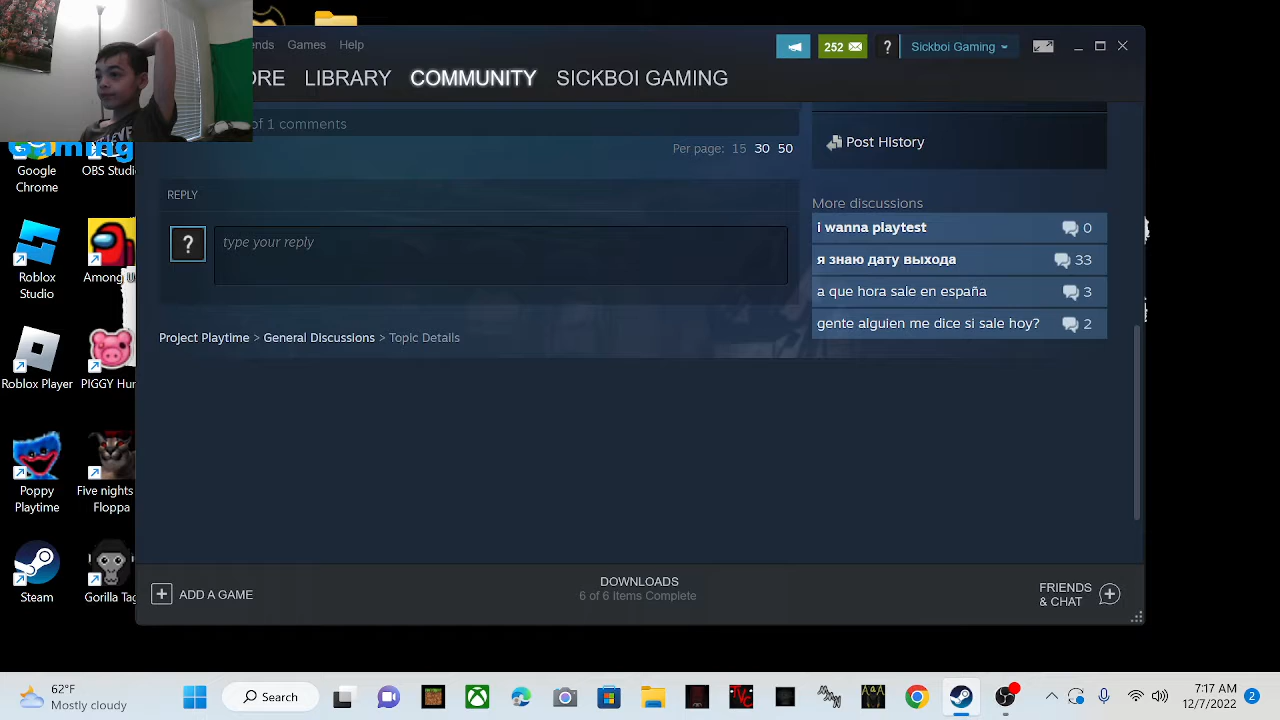 ends Games Help
252
?
Sickboi Gaming
ORE LIBRARY COMMUNITY SICKBOI GAMING
of 1 comments
Per page: 15 30 50
Post History
REPLY
?
type your reply
More discussions
i wanna playtest 0
я знаю дату выхода 33
a que hora sale en españa 3
gente alguien me dice si sale hoy? 2
Project Playtime > General Discussions > Topic Details
Gaming
Google Chrome
OBS Studio
Roblox Studio
Among U
Roblox Player
PIGGY Hu
Poppy Playtime
Five nights Floppa
Steam
Gorilla Tag
ADD A GAME
DOWNLOADS
6 of 6 Items Complete
FRIENDS
& CHAT
62°F
Mostly cloudy
Search
7:17 AM
12/7/2022
2